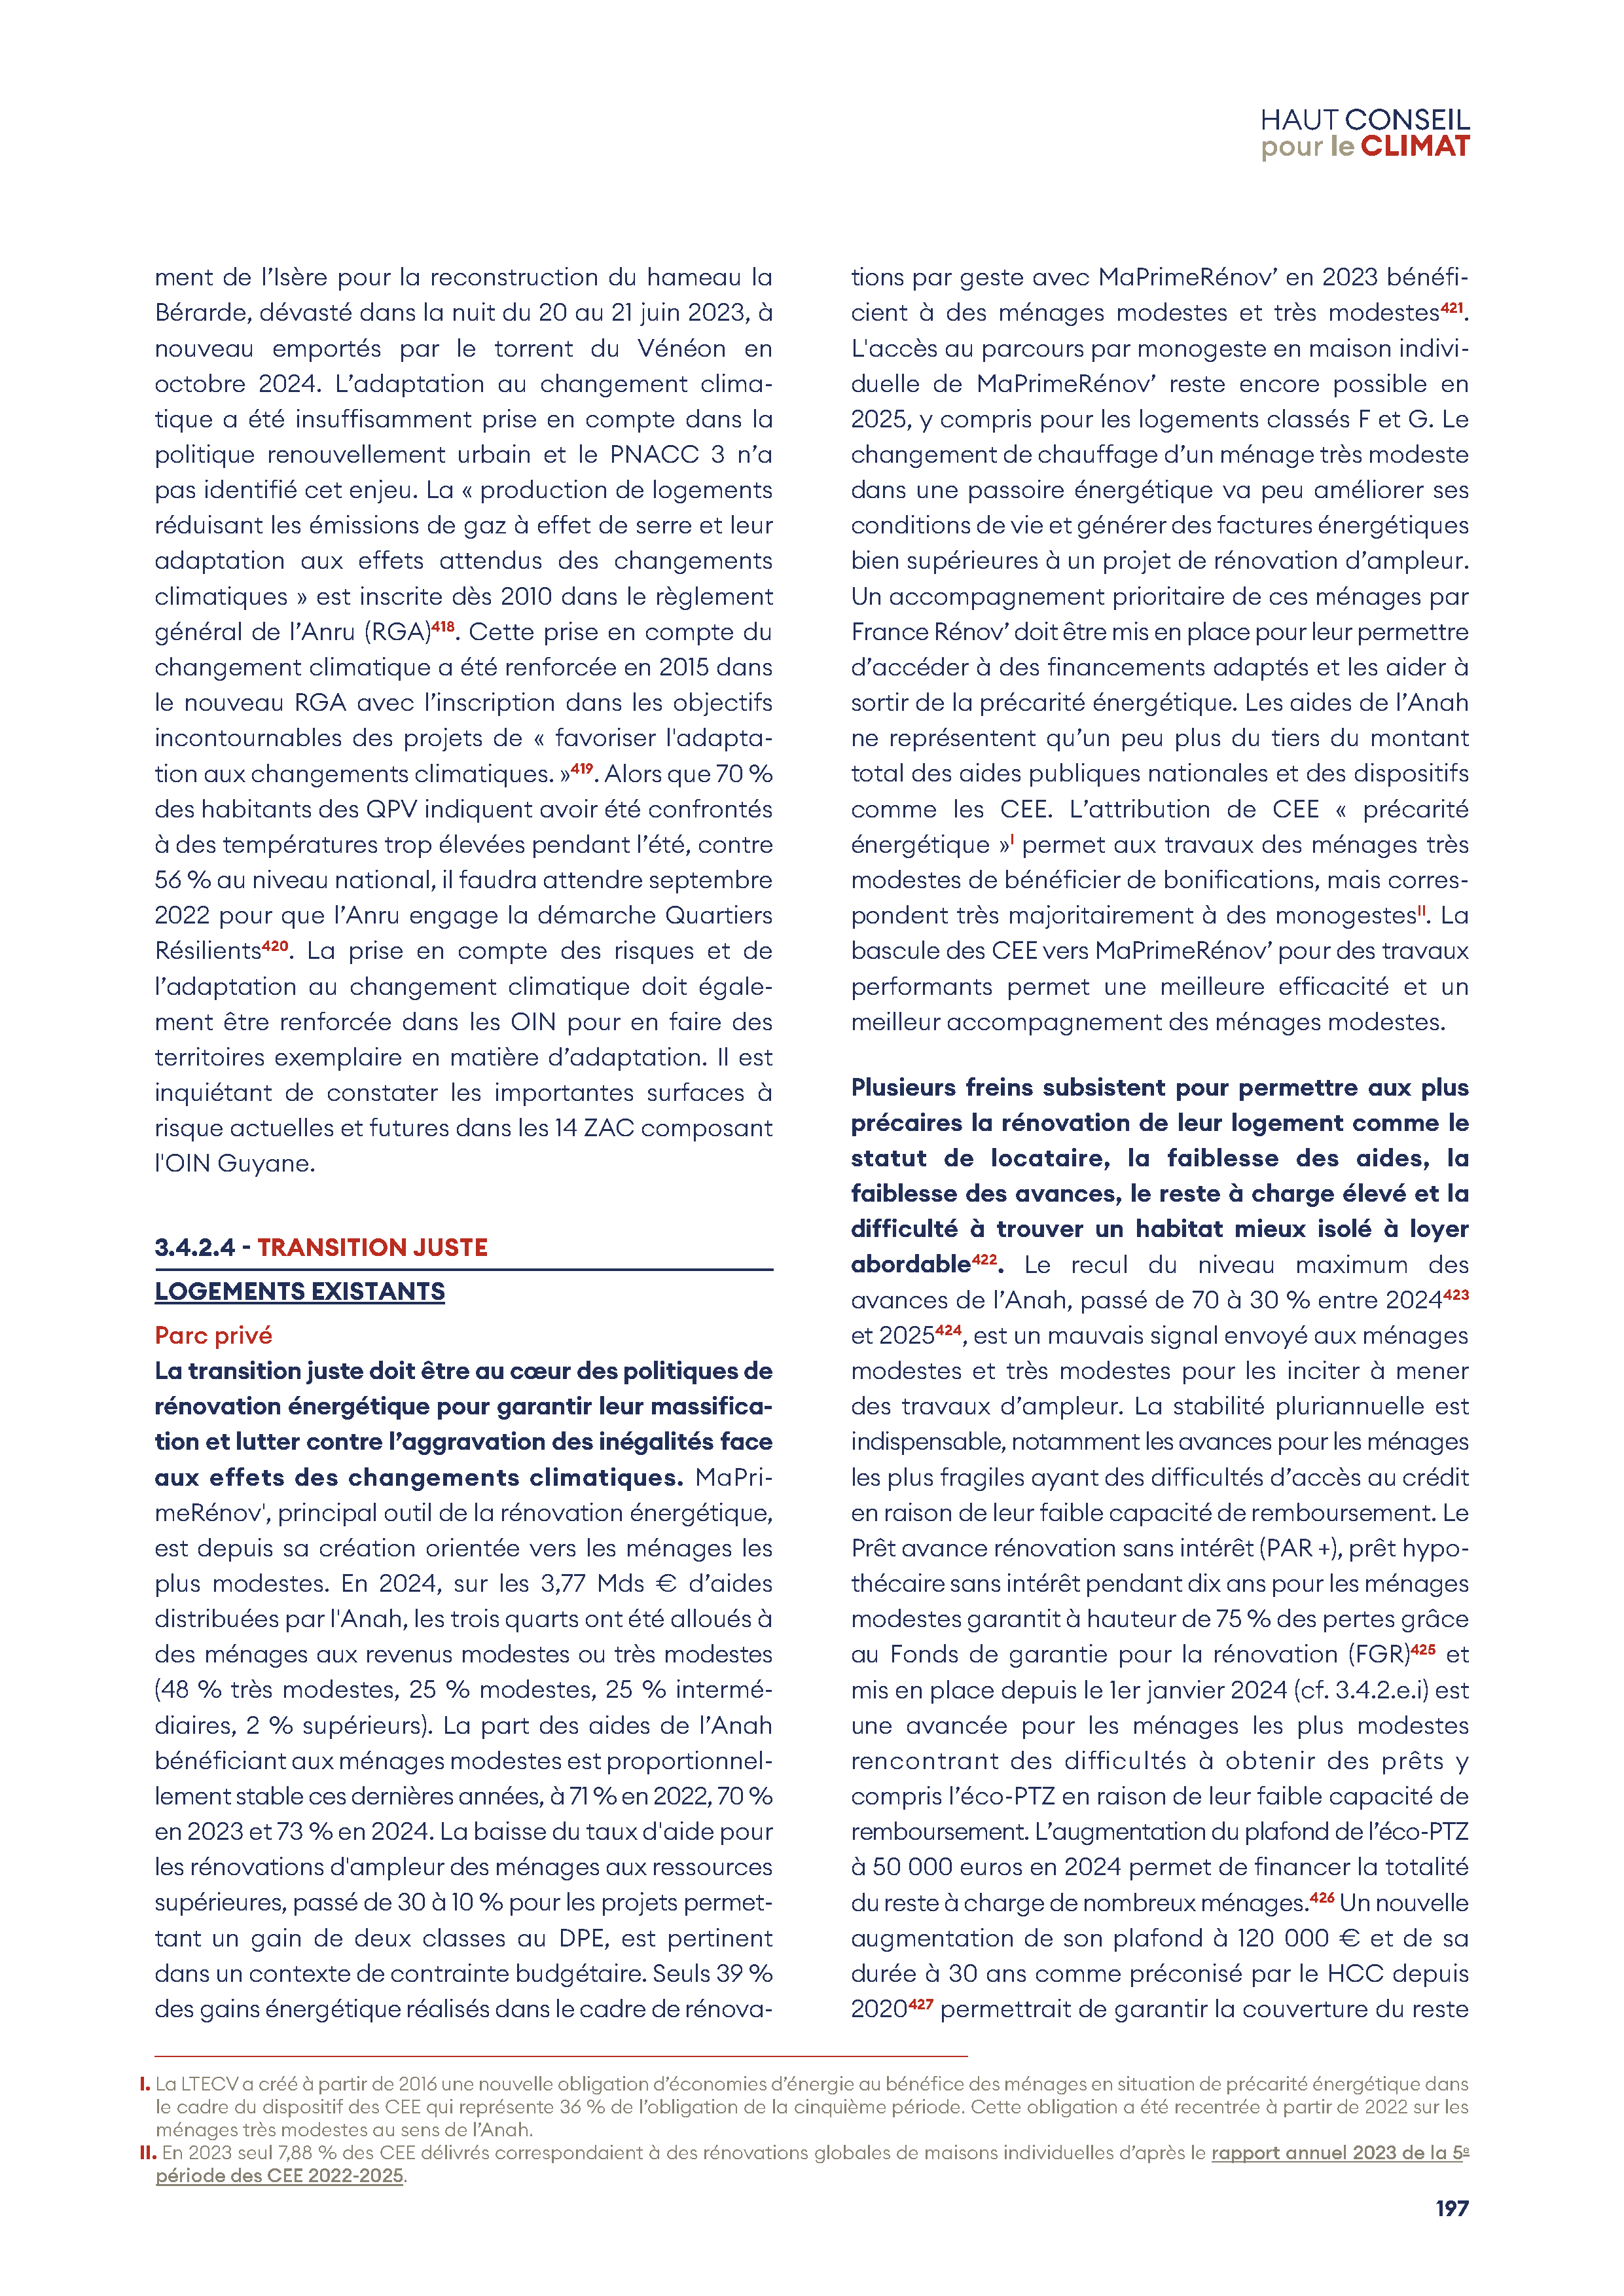 HAUT CONSEIL
pour le CLIMAT
ment de l’Isère pour la reconstruction du hameau la
Bérarde, dévasté dans la nuit du 20 au 21 juin 2023, à
nouveau emportés par le torrent du Vénéon en
octobre 2024. L’adaptation au changement clima-
tique a été insuffisamment prise en compte dans la
politique renouvellement urbain et le PNACC 3 n’a
pas identifié cet enjeu. La « production de logements
réduisant les émissions de gaz à effet de serre et leur
adaptation aux effets attendus des changements
climatiques » est inscrite dès 2010 dans le règlement
général de l’Anru (RGA)418. Cette prise en compte du
changement climatique a été renforcée en 2015 dans
le nouveau RGA avec l’inscription dans les objectifs
incontournables des projets de « favoriser l'adapta-
tion aux changements climatiques. »419. Alors que 70 %
des habitants des QPV indiquent avoir été confrontés
à des températures trop élevées pendant l’été, contre
56 % au niveau national, il faudra attendre septembre
2022 pour que l’Anru engage la démarche Quartiers
Résilients420. La prise en compte des risques et de
l’adaptation au changement climatique doit égale-
ment être renforcée dans les OIN pour en faire des
territoires exemplaire en matière d’adaptation. Il est
inquiétant de constater les importantes surfaces à
risque actuelles et futures dans les 14 ZAC composant
l'OIN Guyane.
3.4.2.4 - TRANSITION JUSTE
LOGEMENTS EXISTANTS
Parc privé
La transition juste doit être au cœur des politiques de
rénovation énergétique pour garantir leur massifica-
tion et lutter contre l’aggravation des inégalités face
aux effets des changements climatiques. MaPri-
meRénov', principal outil de la rénovation énergétique,
est depuis sa création orientée vers les ménages les
plus modestes. En 2024, sur les 3,77 Mds € d’aides
distribuées par l'Anah, les trois quarts ont été alloués à
des ménages aux revenus modestes ou très modestes
(48 % très modestes, 25 % modestes, 25 % intermé-
diaires, 2 % supérieurs). La part des aides de l’Anah
bénéficiant aux ménages modestes est proportionnel-
lement stable ces dernières années, à 71 % en 2022, 70 %
en 2023 et 73 % en 2024. La baisse du taux d'aide pour
les rénovations d'ampleur des ménages aux ressources
supérieures, passé de 30 à 10 % pour les projets permet-
tant un gain de deux classes au DPE, est pertinent
dans un contexte de contrainte budgétaire. Seuls 39 %
des gains énergétique réalisés dans le cadre de rénova-
tions par geste avec MaPrimeRénov’ en 2023 bénéfi-
cient à des ménages modestes et très modestes421.
L'accès au parcours par monogeste en maison indivi-
duelle de MaPrimeRénov’ reste encore possible en
2025, y compris pour les logements classés F et G. Le
changement de chauffage d’un ménage très modeste
dans une passoire énergétique va peu améliorer ses
conditions de vie et générer des factures énergétiques
bien supérieures à un projet de rénovation d’ampleur.
Un accompagnement prioritaire de ces ménages par
France Rénov’ doit être mis en place pour leur permettre
d’accéder à des financements adaptés et les aider à
sortir de la précarité énergétique. Les aides de l’Anah
ne représentent qu’un peu plus du tiers du montant
total des aides publiques nationales et des dispositifs
comme les CEE. L’attribution de CEE « précarité
énergétique »I permet aux travaux des ménages très
modestes de bénéficier de bonifications, mais corres-
pondent très majoritairement à des monogestesII. La
bascule des CEE vers MaPrimeRénov’ pour des travaux
performants permet une meilleure efficacité et un
meilleur accompagnement des ménages modestes.
Plusieurs freins subsistent pour permettre aux plus
précaires la rénovation de leur logement comme le
statut de locataire, la faiblesse des aides, la
faiblesse des avances, le reste à charge élevé et la
difficulté à trouver un habitat mieux isolé à loyer
abordable422. Le recul du niveau maximum des
avances de l’Anah, passé de 70 à 30 % entre 2024423
et 2025424, est un mauvais signal envoyé aux ménages
modestes et très modestes pour les inciter à mener
des travaux d’ampleur. La stabilité pluriannuelle est
indispensable, notamment les avances pour les ménages
les plus fragiles ayant des difficultés d’accès au crédit
en raison de leur faible capacité de remboursement. Le
Prêt avance rénovation sans intérêt (PAR +), prêt hypo-
thécaire sans intérêt pendant dix ans pour les ménages
modestes garantit à hauteur de 75 % des pertes grâce
au Fonds de garantie pour la rénovation (FGR)425 et
mis en place depuis le 1er janvier 2024 (cf. 3.4.2.e.i) est
une avancée pour les ménages les plus modestes
rencontrant des difficultés à obtenir des prêts y
compris l’éco-PTZ en raison de leur faible capacité de
remboursement. L’augmentation du plafond de l’éco-PTZ
à 50 000 euros en 2024 permet de financer la totalité
du reste à charge de nombreux ménages.426 Un nouvelle
augmentation de son plafond à 120 000 € et de sa
durée à 30 ans comme préconisé par le HCC depuis
2020427 permettrait de garantir la couverture du reste
I. La LTECV a créé à partir de 2016 une nouvelle obligation d’économies d’énergie au bénéfice des ménages en situation de précarité énergétique dans
le cadre du dispositif des CEE qui représente 36 % de l’obligation de la cinquième période. Cette obligation a été recentrée à partir de 2022 sur les
ménages très modestes au sens de l’Anah.
II. En 2023 seul 7,88 % des CEE délivrés correspondaient à des rénovations globales de maisons individuelles d’après le rapport annuel 2023 de la 5e
période des CEE 2022-2025.
197